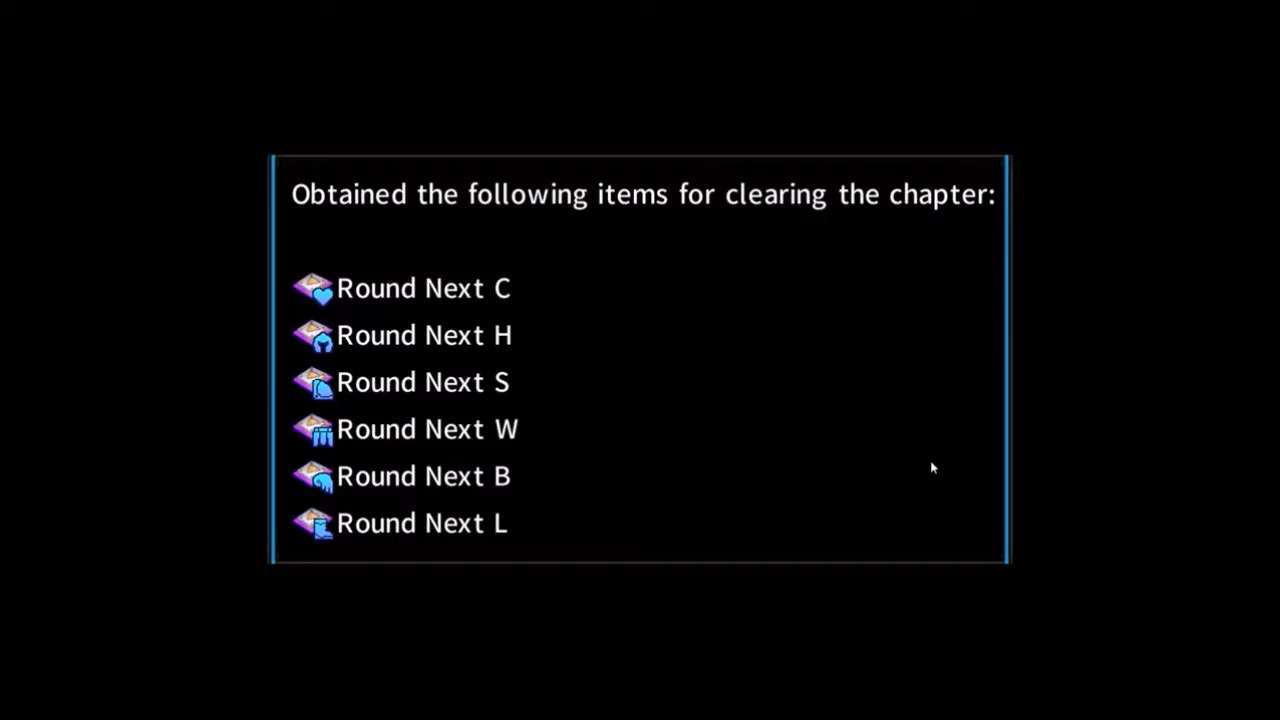 Obtained the following items for clearing the chapter:
Round Next C
Round Next H
Round Next S
Round Next W
Round Next B
Round Next L